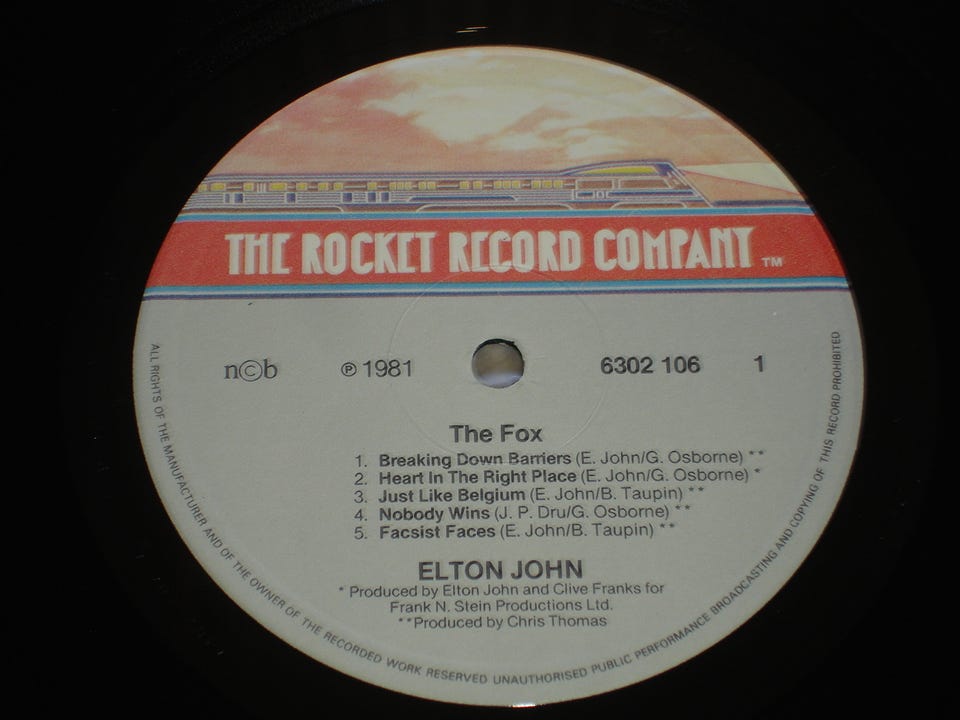 THE ROCKET RECORD COMPANY TM
n©b ℗ 1981 6302 106 1
The Fox
1. Breaking Down Barriers (E. John/G. Osborne) **
2. Heart In The Right Place (E. John/G. Osborne) *
3. Just Like Belgium (E. John/B. Taupin) **
4. Nobody Wins (J. P. Dru/G. Osborne) **
5. Facsist Faces (E. John/B. Taupin) **
ELTON JOHN
* Produced by Elton John and Clive Franks for
Frank N. Stein Productions Ltd.
**Produced by Chris Thomas
ALL RIGHTS OF THE MANUFACTURER AND OF THE OWNER OF THE RECORDED WORK RESERVED UNAUTHORISED PUBLIC PERFORMANCE BROADCASTING AND COPYING OF THIS RECORD PROHIBITED